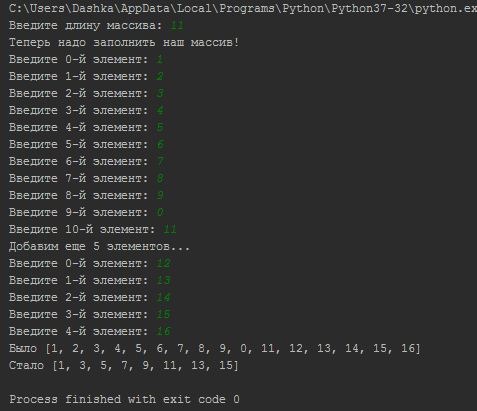 C:\Users\Dashka\AppData\Local\Programs\Python\Python37-32\python.ex
Введите длину массива: 11
Теперь надо заполнить наш массив!
Введите 0-й элемент: 1
Введите 1-й элемент: 2
Введите 2-й элемент: 3
Введите 3-й элемент: 4
Введите 4-й элемент: 5
Введите 5-й элемент: 6
Введите 6-й элемент: 7
Введите 7-й элемент: 8
Введите 8-й элемент: 9
Введите 9-й элемент: 0
Введите 10-й элемент: 11
Добавим еще 5 элементов...
Введите 0-й элемент: 12
Введите 1-й элемент: 13
Введите 2-й элемент: 14
Введите 3-й элемент: 15
Введите 4-й элемент: 16
Было [1, 2, 3, 4, 5, 6, 7, 8, 9, 0, 11, 12, 13, 14, 15, 16]
Стало [1, 3, 5, 7, 9, 11, 13, 15]
Process finished with exit code 0